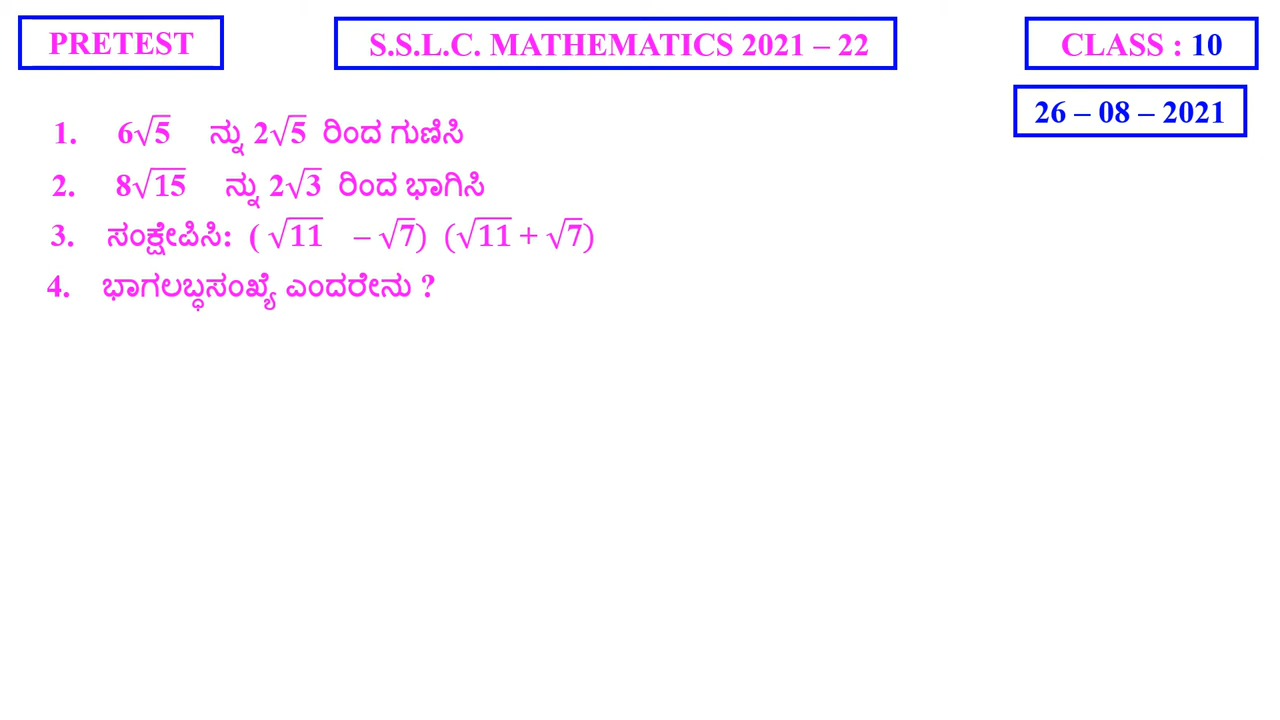 PRETEST
S.S.L.C. MATHEMATICS 2021 – 22
CLASS : 10
26 – 08 – 2021
1. 6√5 ನ್ನು 2√5 ರಿಂದ ಗುಣಿಸಿ
2. 8√15 ನ್ನು 2√3 ರಿಂದ ಭಾಗಿಸಿ
3. ಸಂಕ್ಷೇಪಿಸಿ: ( √11 – √7) (√11 + √7)
4. ಭಾಗಲಬ್ಧಸಂಖ್ಯೆ ಎಂದರೇನು ?